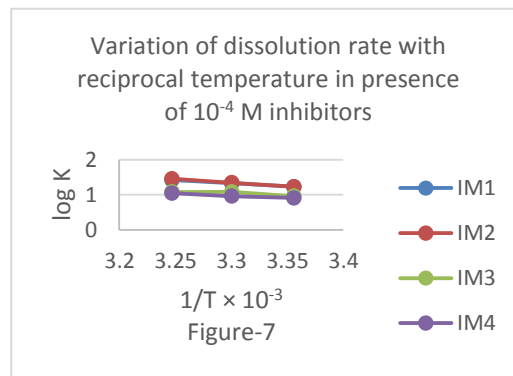 Variation of dissolution rate with
reciprocal temperature in presence
of 10⁻⁴ M inhibitors
log K
2
1
0
3.2 3.25 3.3 3.35 3.4
1/T × 10⁻³
Figure-7
IM1
IM2
IM3
IM4